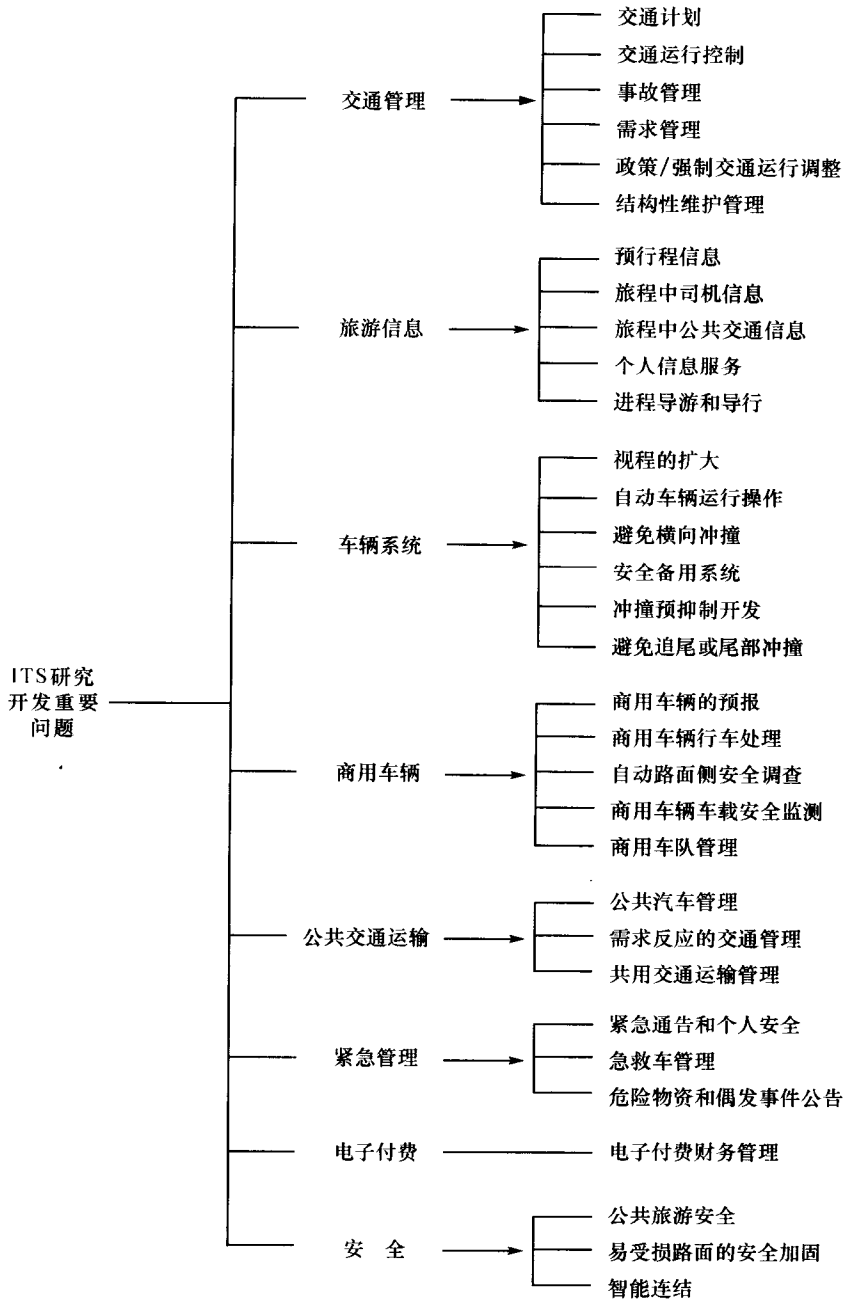 ITS研究
开发重要
问题
交通管理
交通计划
交通运行控制
事故管理
需求管理
政策/强制交通运行调整
结构性维护管理
旅游信息
预行程信息
旅程中司机信息
旅程中公共交通信息
个人信息服务
进程导游和导行
车辆系统
视程的扩大
自动车辆运行操作
避免横向冲撞
安全备用系统
冲撞预抑制开发
避免追尾或尾部冲撞
商用车辆
商用车辆的预报
商用车辆行车处理
自动路面侧安全调查
商用车辆车载安全监测
商用车队管理
公共交通运输
公共汽车管理
需求反应的交通管理
共用交通运输管理
紧急管理
紧急通告和个人安全
急救车管理
危险物资和偶发事件公告
电子付费
电子付费财务管理
安 全
公共旅游安全
易受损路面的安全加固
智能连结